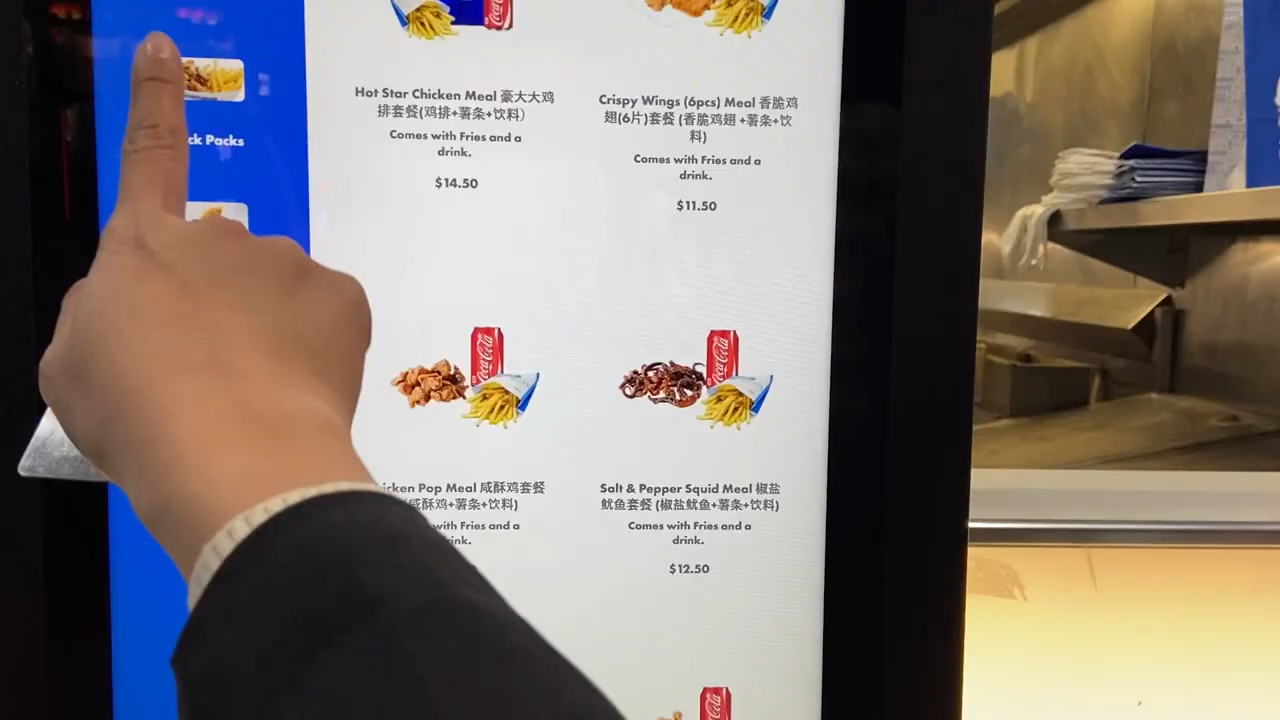 Hot Star Chicken Meal 豪大大鸡
排套餐(鸡排+薯条+饮料)
Comes with Fries and a
drink.
$14.50
Crispy Wings (6pcs) Meal 香脆鸡
翅(6片)套餐 (香脆鸡翅 +薯条+饮
料)
Comes with Fries and a
drink.
$11.50
Packs
Coca-Cola
Coca-Cola
Pop Meal 咸酥鸡套餐
咸酥鸡+薯条+饮料)
with Fries and a
Salt & Pepper Squid Meal 椒盐
鱿鱼套餐 (椒盐鱿鱼+薯条+饮料)
Comes with Fries and a
drink.
$12.50